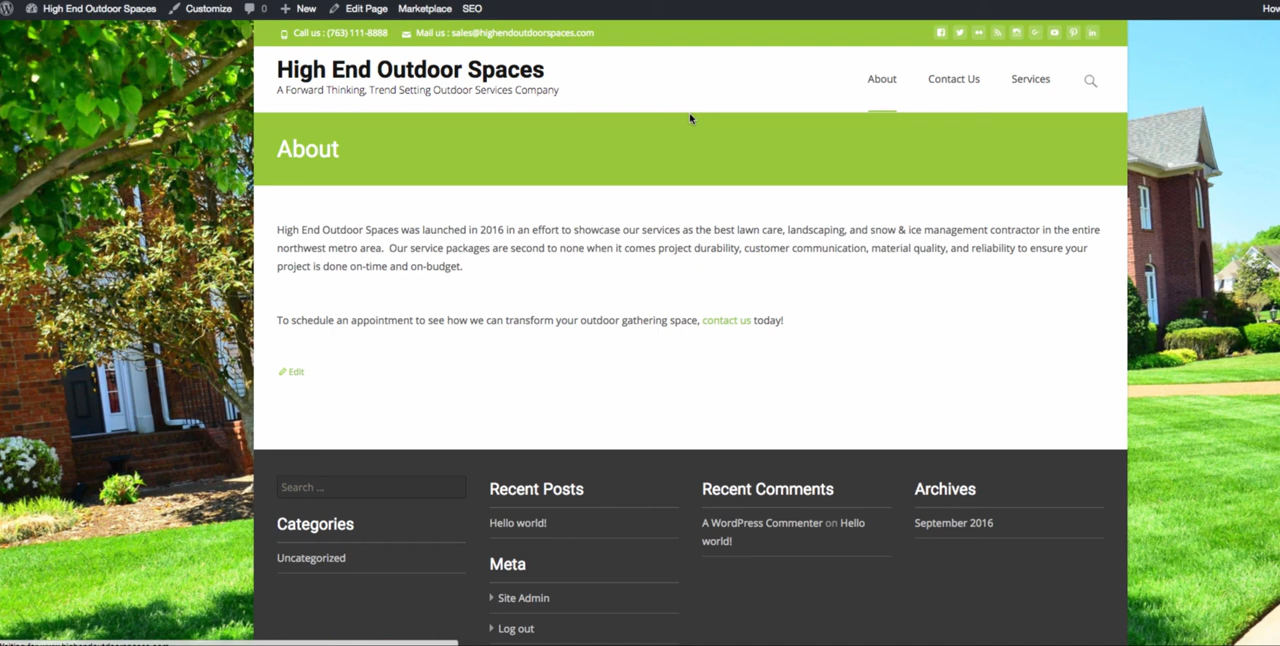 High End Outdoor Spaces Customize 0 New Edit Page Marketplace SEO How
Call us : (763) 111-8888 Mail us : sales@highendoutdoorspaces.com
High End Outdoor Spaces
A Forward Thinking, Trend Setting Outdoor Services Company
About Contact Us Services
About
High End Outdoor Spaces was launched in 2016 in an effort to showcase our services as the best lawn care, landscaping, and snow & ice management contractor in the entire
northwest metro area.  Our service packages are second to none when it comes project durability, customer communication, material quality, and reliability to ensure your
project is done on-time and on-budget.
To schedule an appointment to see how we can transform your outdoor gathering space, contact us today!
Edit
Search ...
Categories
Uncategorized
Recent Posts
Hello world!
Meta
Site Admin
Log out
Recent Comments
A WordPress Commenter on Hello
world!
Archives
September 2016